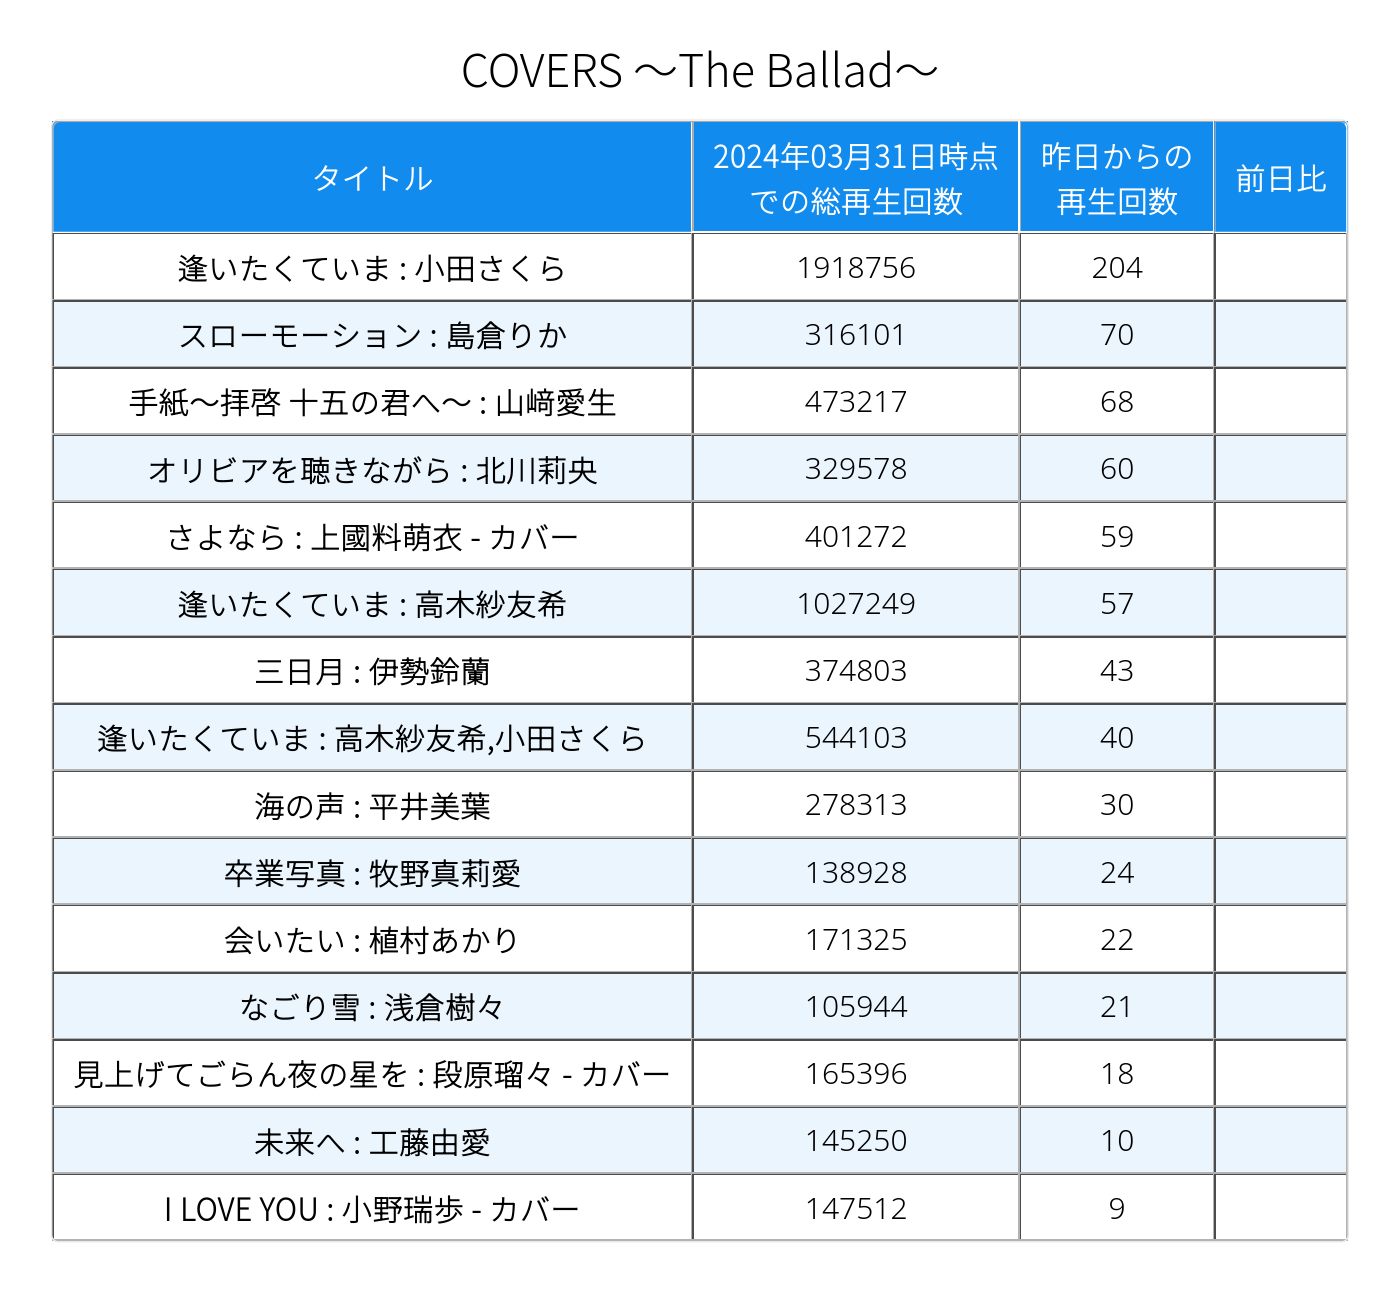 COVERS ～The Ballad～
タイトル 2024年03月31日時点での総再生回数 昨日からの再生回数 前日比
逢いたくていま : 小田さくら 1918756 204
スローモーション : 島倉りか 316101 70
手紙～拝啓 十五の君へ～ : 山﨑愛生 473217 68
オリビアを聴きながら : 北川莉央 329578 60
さよなら : 上國料萌衣 - カバー 401272 59
逢いたくていま : 高木紗友希 1027249 57
三日月 : 伊勢鈴蘭 374803 43
逢いたくていま : 高木紗友希,小田さくら 544103 40
海の声 : 平井美葉 278313 30
卒業写真 : 牧野真莉愛 138928 24
会いたい : 植村あかり 171325 22
なごり雪 : 浅倉樹々 105944 21
見上げてごらん夜の星を : 段原瑠々 - カバー 165396 18
未来へ : 工藤由愛 145250 10
I LOVE YOU : 小野瑞歩 - カバー 147512 9